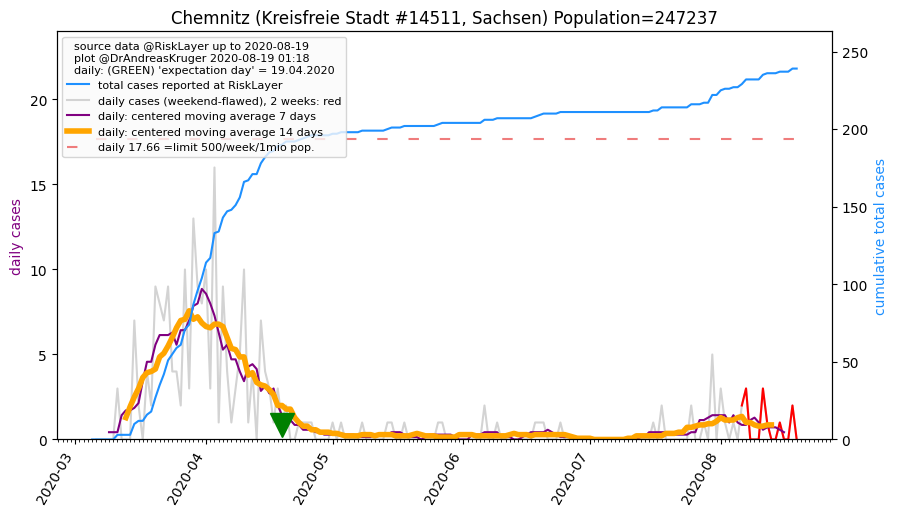 Chemnitz (Kreisfreie Stadt #14511, Sachsen) Population=247237
source data @RiskLayer up to 2020-08-19
plot @DrAndreasKruger 2020-08-19 01:18
daily: (GREEN) 'expectation day' = 19.04.2020
total cases reported at RiskLayer
daily cases (weekend-flawed), 2 weeks: red
daily: centered moving average 7 days
daily: centered moving average 14 days
daily 17.66 =limit 500/week/1mio pop.
daily cases
20
15
10
5
0
cumulative total cases
250
200
150
100
50
0
2020-03
2020-04
2020-05
2020-06
2020-07
2020-08